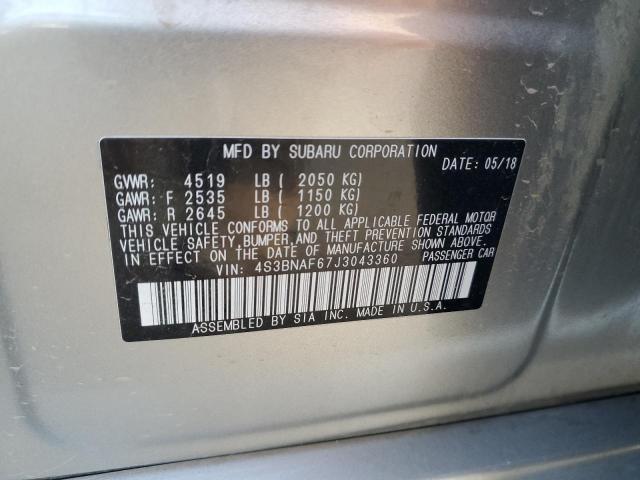 MFD BY SUBARU CORPORATION
DATE: 05/18
GVWR: 4519 LB ( 2050 KG)
GAWR: F 2535 LB ( 1150 KG)
GAWR: R 2645 LB ( 1200 KG)
THIS VEHICLE CONFORMS TO ALL APPLICABLE FEDERAL MOTOR
VEHICLE SAFETY, BUMPER, AND THEFT PREVENTION STANDARDS
IN EFFECT ON THE DATE OF MANUFACTURE SHOWN ABOVE.
VIN: 4S3BNAF67J3043360 PASSENGER CAR
ASSEMBLED BY SIA INC. MADE IN U.S.A.